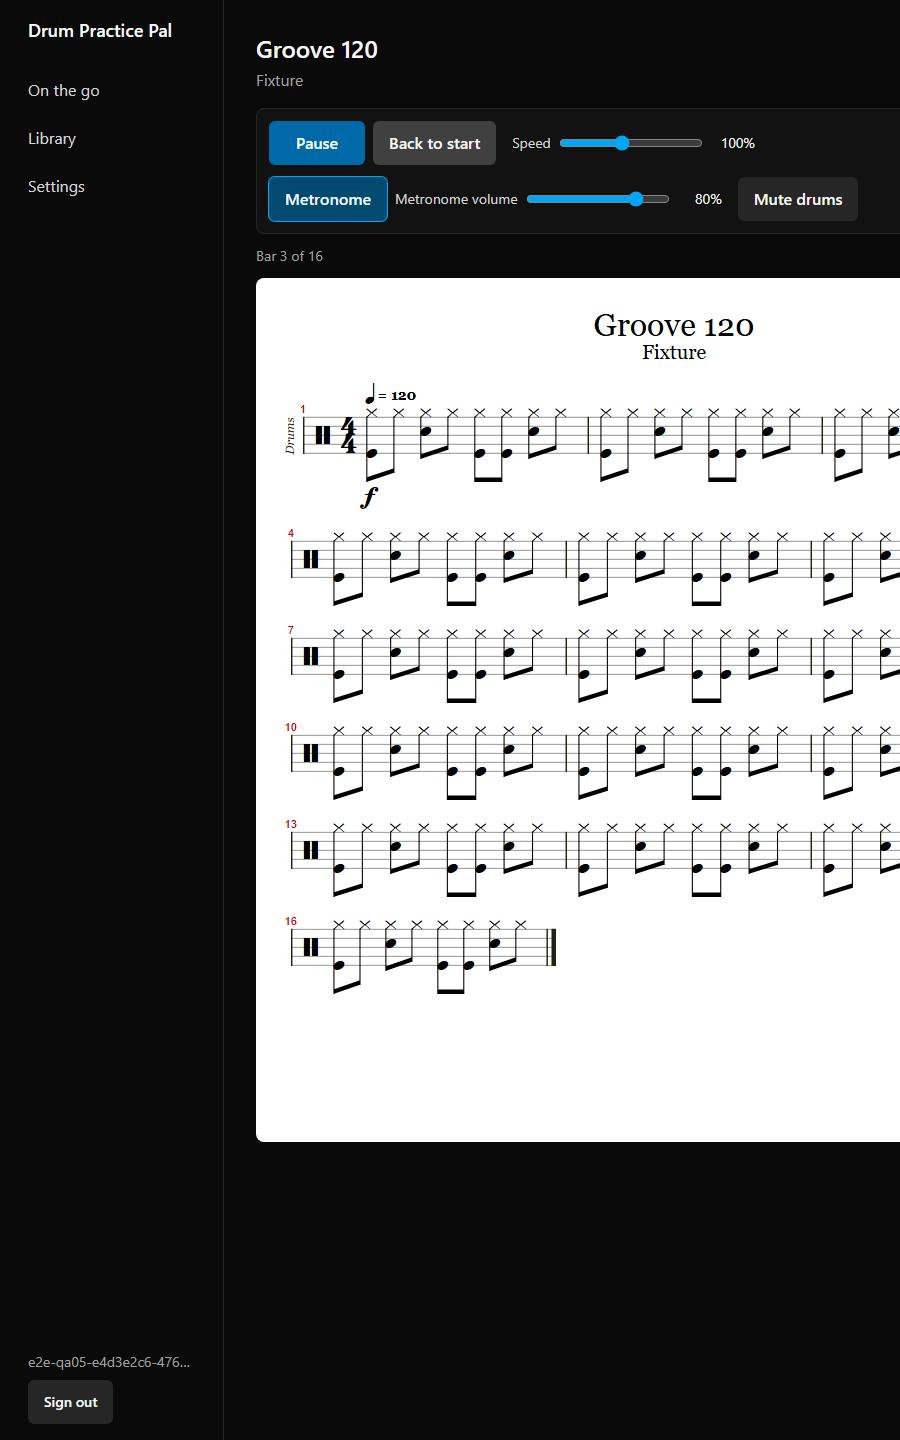 Drum Practice Pal
On the go
Library
Settings
Groove 120
Fixture
Pause
Back to start
Speed
100%
Metronome
Metronome volume
80%
Mute drums
Bar 3 of 16
Groove 120
Fixture
= 120
1
Drums
4
4
f
4
7
10
13
16
e2e-qa05-e4d3e2c6-476...
Sign out